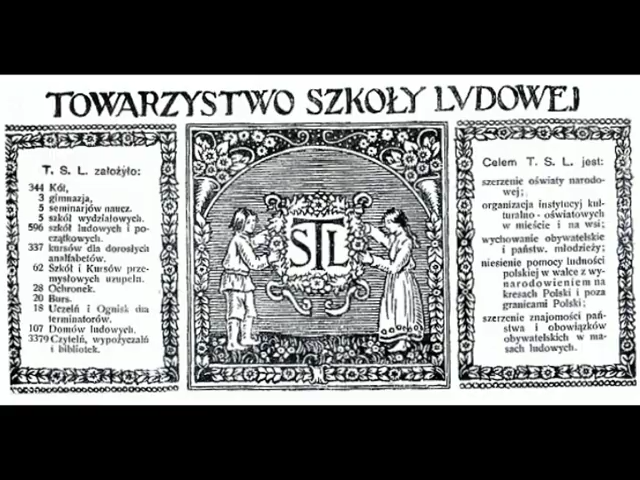 TOWARZYSTWO SZKOŁY LVDOWEJ
T. S. L. założyło:
344 Kół,
3 gimnazja,
5 seminarjów naucz.
5 szkół wydziałowych.
596 szkół ludowych i po-
czątkowych.
337 kursów dla dorosłych
analfabetów.
62 Szkół i Kursów prze-
mysłowych uzupełn.
28 Ochronek.
20 Burs.
18 Uczelń i Ognisk dla
terminatorów.
107 Domów ludowych.
3379 Czytelń, wypożyczalń
i bibliotek.
STL
Celem T. S. L. jest:
szerzenie oświaty narodo-
wej;
organizacja instytucyj kul-
turalno - oświatowych
w mieście i na wsi;
wychowanie obywatelskie
i państw. młodzieży;
niesienie pomocy ludności
polskiej w walce z wy-
narodowieniem na
kresach Polski i poza
granicami Polski;
szerzenie znajomości pań-
stwa i obowiązków
obywatelskich w ma-
sach ludowych.